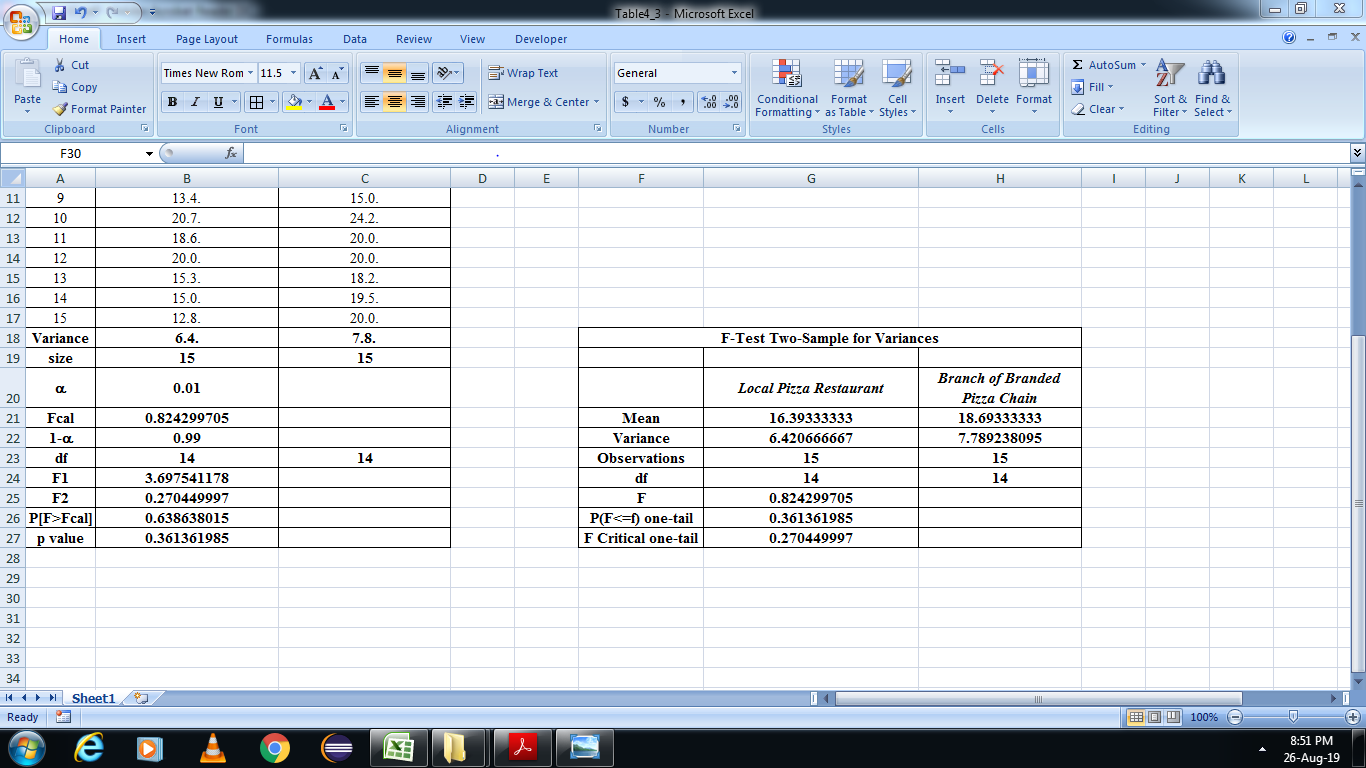 Table4_3 - Microsoft Excel
Home Insert Page Layout Formulas Data Review View Developer
Paste
Cut
Copy
Format Painter
Clipboard
Times New Rom 11.5
B I U
Font
Wrap Text
Merge & Center
Alignment
General
$ % ,
Number
Conditional Formatting
Format as Table
Cell Styles
Styles
Insert Delete Format
Cells
AutoSum
Fill
Clear
Sort & Filter
Find & Select
Editing
F30 fx .
A B C D E F G H I J K L
11 9 13.4. 15.0.
12 10 20.7. 24.2.
13 11 18.6. 20.0.
14 12 20.0. 20.0.
15 13 15.3. 18.2.
16 14 15.0. 19.5.
17 15 12.8. 20.0.
18 Variance 6.4. 7.8. F-Test Two-Sample for Variances
19 size 15 15
20 α 0.01 Local Pizza Restaurant Branch of Branded Pizza Chain
21 Fcal 0.824299705 Mean 16.39333333 18.69333333
22 1-α 0.99 Variance 6.420666667 7.789238095
23 df 14 14 Observations 15 15
24 F1 3.697541178 df 14 14
25 F2 0.270449997 F 0.824299705
26 P[F>Fcal] 0.638638015 P(F<=f) one-tail 0.361361985
27 p value 0.361361985 F Critical one-tail 0.270449997
28
29
30
31
32
33
34
Sheet1
Ready 100%
8:51 PM
26-Aug-19